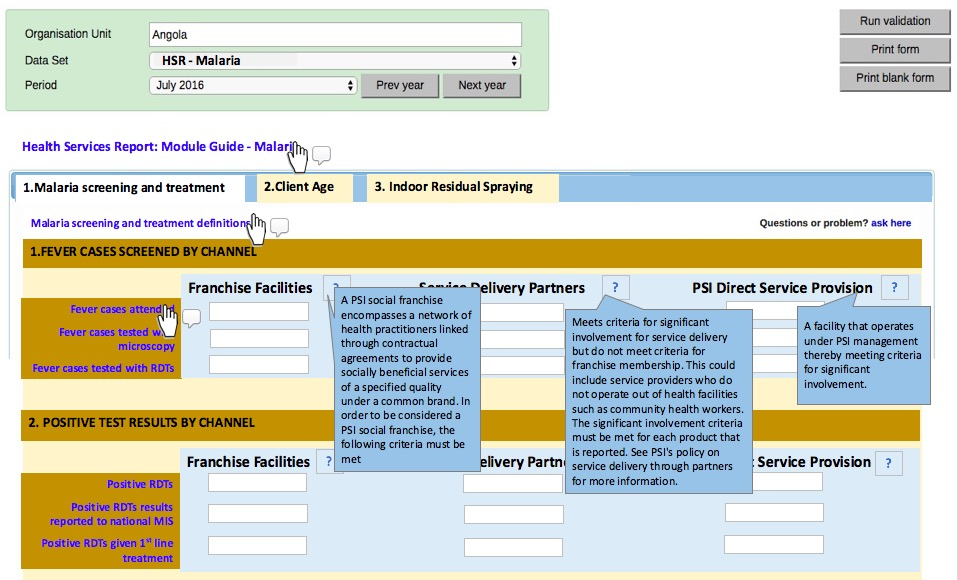 Organisation Unit
Angola
Data Set
HSR - Malaria
Period
July 2016
Prev year
Next year
Run validation
Print form
Print blank form
Health Services Report: Module Guide - Malari
1.Malaria screening and treatment
2.Client Age
3. Indoor Residual Spraying
Malaria screening and treatment definitions
Questions or problem? ask here
1.FEVER CASES SCREENED BY CHANNEL
Franchise Facilities
?
Service Delivery Partners
?
PSI Direct Service Provision
?
Fever cases attended
Fever cases tested
microscopy
Fever cases tested with RDTs
A PSI social franchise
encompasses a network of
health practitioners linked
through contractual
agreements to provide
socially beneficial services
of a specified quality
under a common brand. In
order to be considered a
PSI social franchise, the
following criteria must be
met
Meets criteria for significant
involvement for service delivery
but do not meet criteria for
franchise membership. This could
include service providers who do
not operate out of health facilities
such as community health workers.
The significant involvement criteria
must be met for each product that
is reported. See PSI's policy on
service delivery through partners
for more information.
A facility that operates
under PSI management
thereby meeting criteria
for significant
involvement.
2. POSITIVE TEST RESULTS BY CHANNEL
Franchise Facilities
?
elivery Partn
Service Provision
?
Positive RDTs
Positive RDTs results
reported to national MIS
Positive RDTs given 1st line
treatment